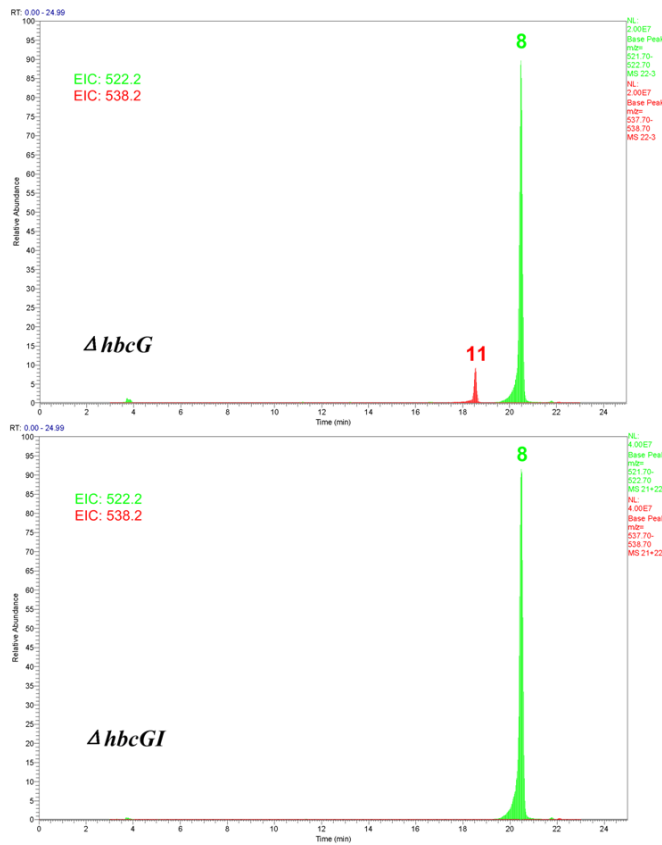 RT: 0.00 - 24.99
NL:
2.00E7
Base Peak
m/z=
521.70-
522.70
MS 22-3
NL:
2.00E7
Base Peak
m/z=
537.70-
538.70
MS 22-3
EIC: 522.2
EIC: 538.2
8
11
Δ hbcG
Relative Abundance
100
95
90
85
80
75
70
65
60
55
50
45
40
35
30
25
20
15
10
5
0
0 2 4 6 8 10 12 14 16 18 20 22 24
Time (min)
RT: 0.00 - 24.99
NL:
4.00E7
Base Peak
m/z=
521.70-
522.70
MS 21+22
NL:
4.00E7
Base Peak
m/z=
537.70-
538.70
MS 21+22
EIC: 522.2
EIC: 538.2
8
Δ hbcGI
Relative Abundance
100
95
90
85
80
75
70
65
60
55
50
45
40
35
30
25
20
15
10
5
0
0 2 4 6 8 10 12 14 16 18 20 22 24
Time (min)